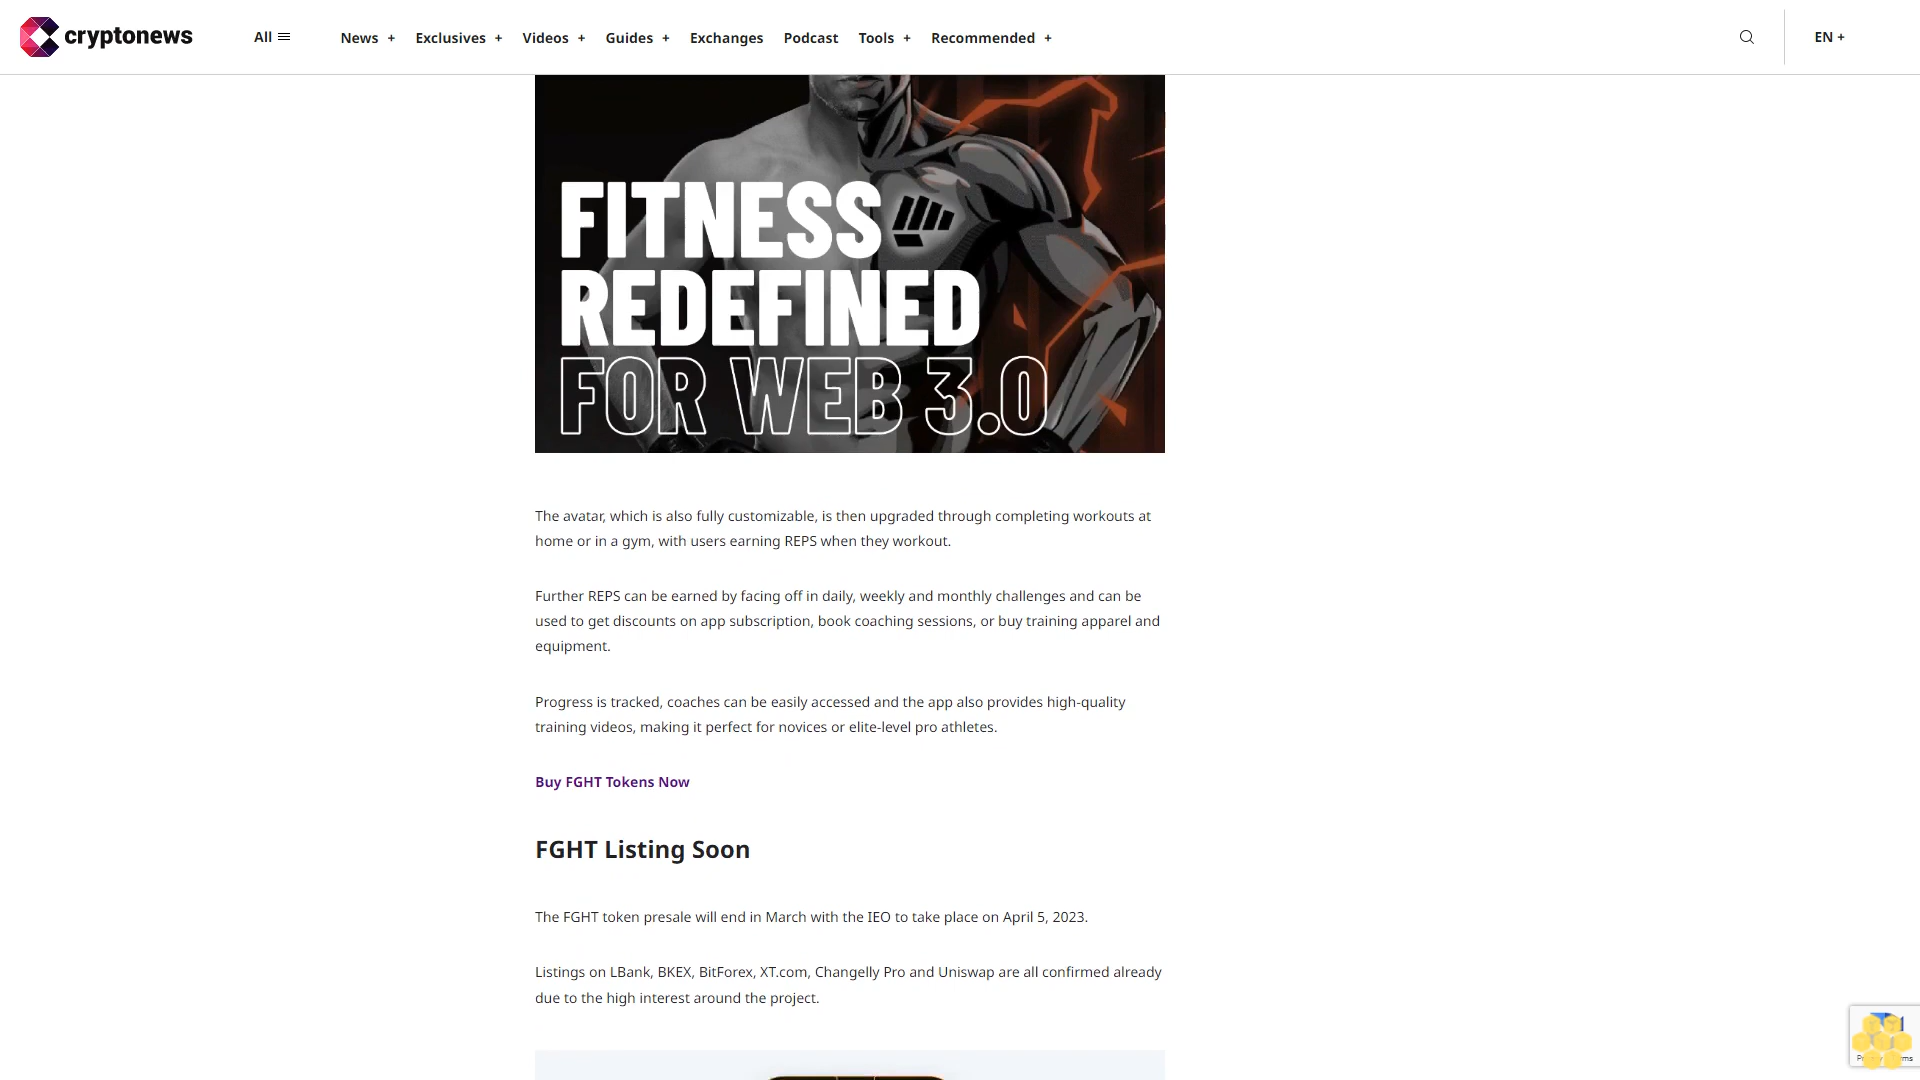 cryptonews
All
News +
Exclusives +
Videos +
Guides +
Exchanges
Podcast
Tools +
Recommended +
EN +
FITNESS
REDEFINED
FOR WEB 3.0
The avatar, which is also fully customizable, is then upgraded through completing workouts at
home or in a gym, with users earning REPS when they workout.
Further REPS can be earned by facing off in daily, weekly and monthly challenges and can be
used to get discounts on app subscription, book coaching sessions, or buy training apparel and
equipment.
Progress is tracked, coaches can be easily accessed and the app also provides high-quality
training videos, making it perfect for novices or elite-level pro athletes.
Buy FGHT Tokens Now
FGHT Listing Soon
The FGHT token presale will end in March with the IEO to take place on April 5, 2023.
Listings on LBank, BKEX, BitForex, XT.com, Changelly Pro and Uniswap are all confirmed already
due to the high interest around the project.